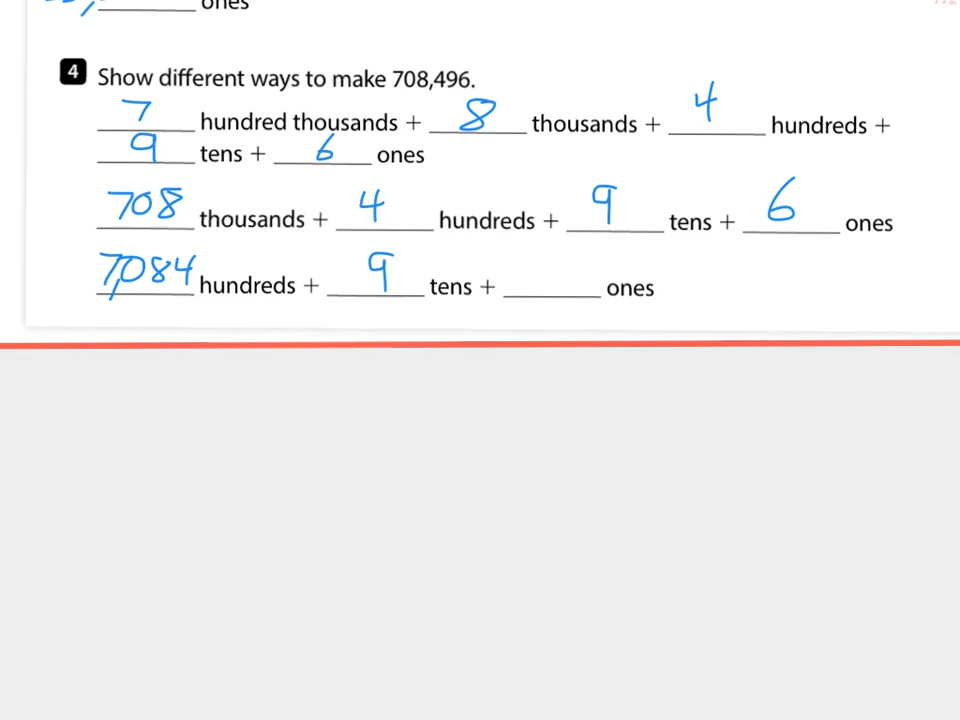 ones
4 Show different ways to make 708,496.
7 hundred thousands + 8 thousands + 4 hundreds +
9 tens + 6 ones
708 thousands + 4 hundreds + 9 tens + 6 ones
7,084 hundreds + 9 tens + ______ ones